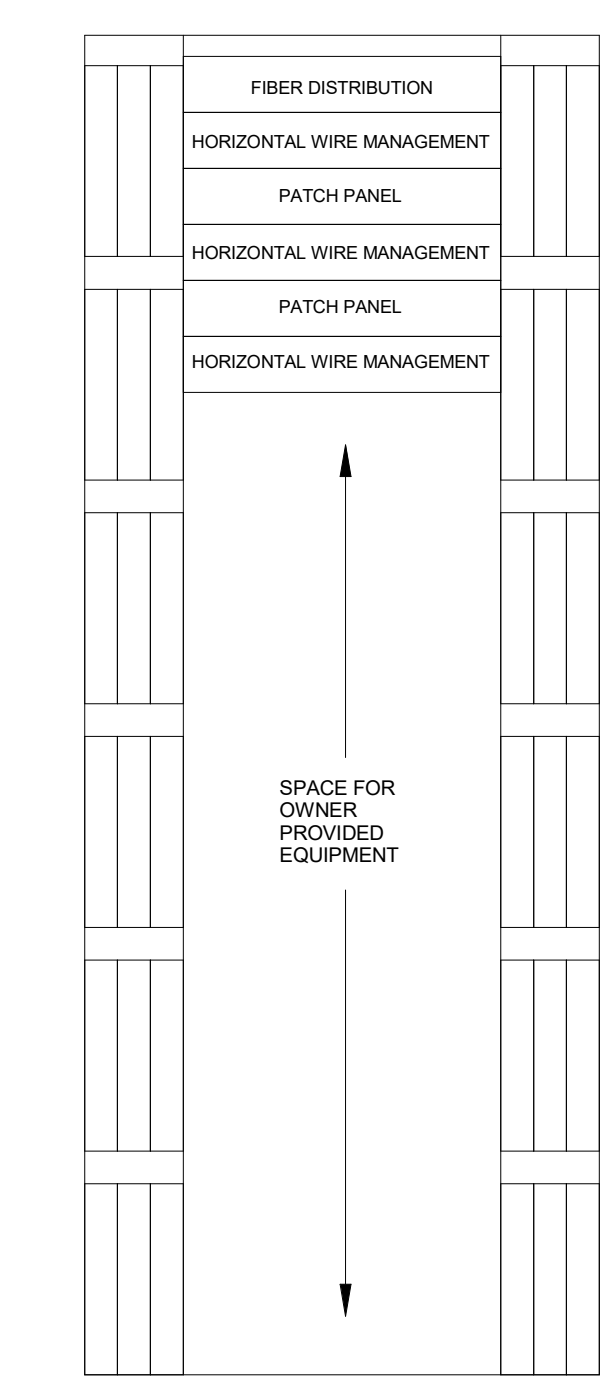 FIBER DISTRIBUTION
HORIZONTAL WIRE MANAGEMENT
PATCH PANEL
HORIZONTAL WIRE MANAGEMENT
PATCH PANEL
HORIZONTAL WIRE MANAGEMENT
SPACE FOR
OWNER
PROVIDED
EQUIPMENT